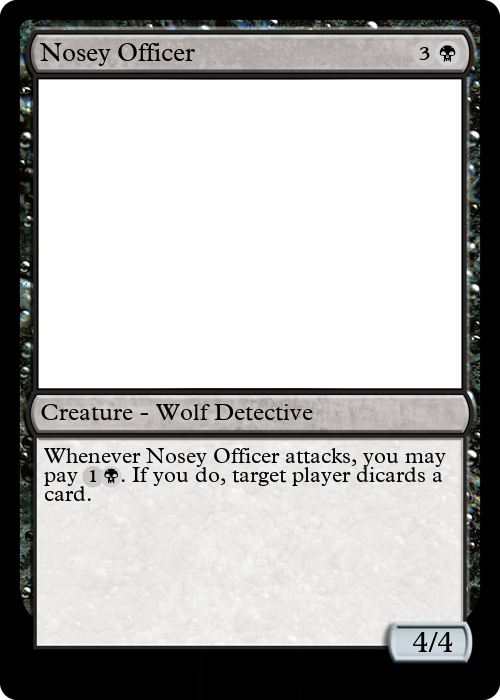 Nosey Officer 3
Creature - Wolf Detective
Whenever Nosey Officer attacks, you may
pay 1 . If you do, target player dicards a
card.
4/4